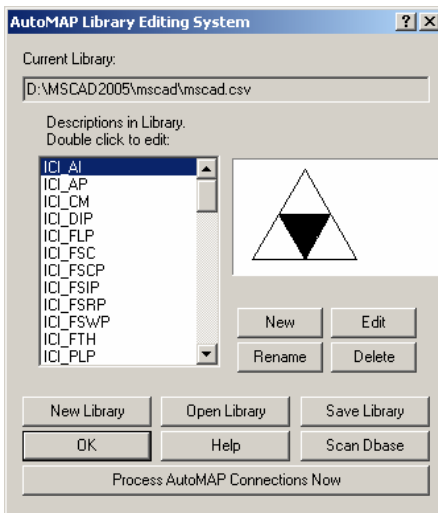 AutoMAP Library Editing System
Current Library:
D:\MSCAD2005\mscad\mscad.csv
Descriptions in Library.
Double click to edit:
ICI_AI
ICI_AP
ICI_CM
ICI_DIP
ICI_FLP
ICI_FSC
ICI_FSCP
ICI_FSIP
ICI_FSRP
ICI_FSWP
ICI_FTH
ICI_PLP
New Edit
Rename Delete
New Library Open Library Save Library
OK Help Scan Dbase
Process AutoMAP Connections Now